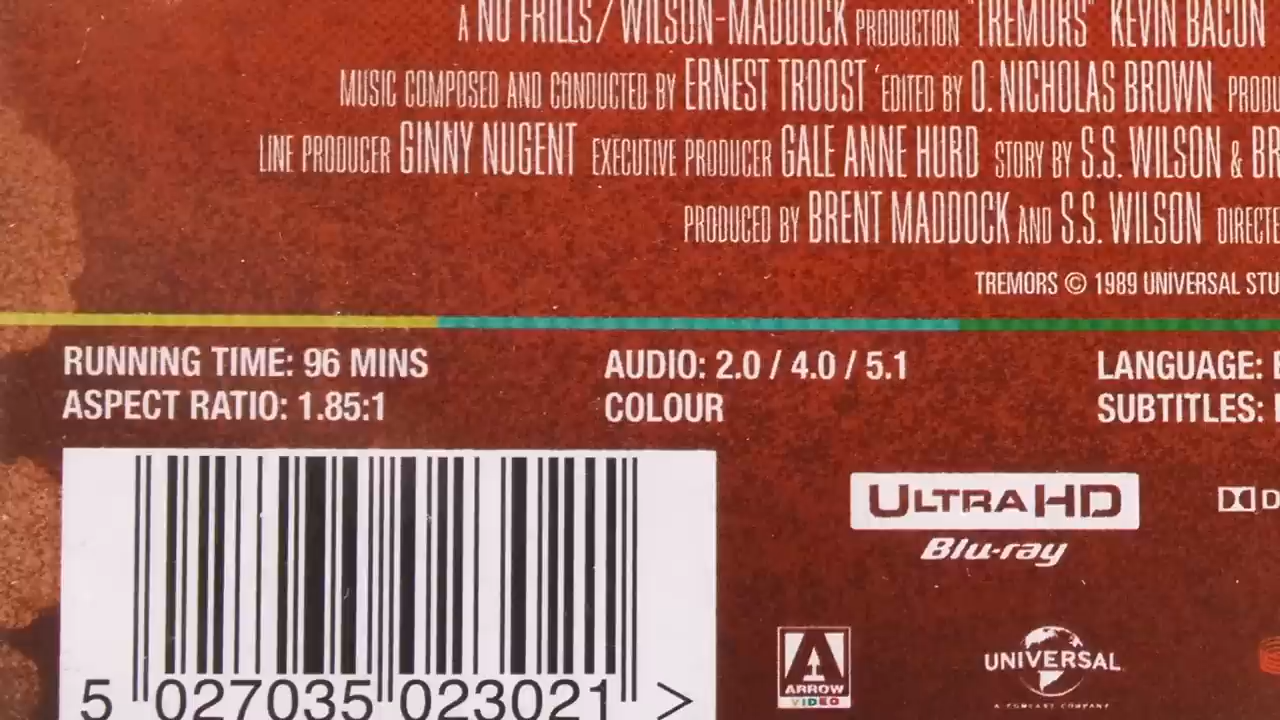 A NO FRILLS / WILSON-MADDOCK PRODUCTION "TREMORS" KEVIN BACON
MUSIC COMPOSED AND CONDUCTED BY ERNEST TROOST EDITED BY O. NICHOLAS BROWN
LINE PRODUCER GINNY NUGENT EXECUTIVE PRODUCER GALE ANNE HURD STORY BY S.S. WILSON & BR
PRODUCED BY BRENT MADDOCK AND S.S. WILSON DIRECTE
TREMORS © 1989 UNIVERSAL STU
RUNNING TIME: 96 MINS
ASPECT RATIO: 1.85:1
AUDIO: 2.0 / 4.0 / 5.1
COLOUR
LANGUAGE:
SUBTITLES:
ULTRA HD
Blu-ray
5 027035 023021 >
ARROW
VIDEO
UNIVERSAL
A COMCAST COMPANY